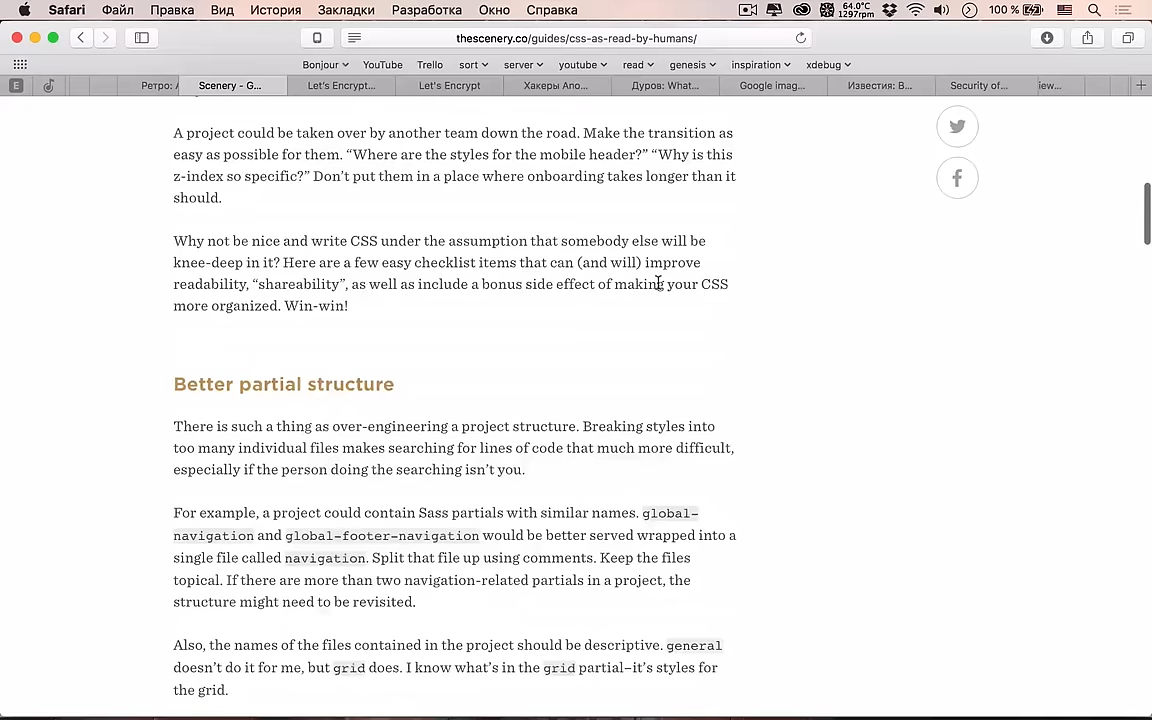 Safari Файл Правка Вид История Закладки Разработка Окно Справка 64.0°C 1297rpm 100 %
thescenery.co/guides/css-as-read-by-humans/
Bonjour YouTube Trello sort server youtube read genesis inspiration xdebug
E Ретро: / Scenery - G... Let's Encrypt... Let's Encrypt Хакеры Ано... Дуров: What... Google imag... Известия: В... Security of... iew...
A project could be taken over by another team down the road. Make the transition as
easy as possible for them. “Where are the styles for the mobile header?” “Why is this
z-index so specific?” Don’t put them in a place where onboarding takes longer than it
should.
Why not be nice and write CSS under the assumption that somebody else will be
knee-deep in it? Here are a few easy checklist items that can (and will) improve
readability, “shareability”, as well as include a bonus side effect of making your CSS
more organized. Win-win!
Better partial structure
There is such a thing as over-engineering a project structure. Breaking styles into
too many individual files makes searching for lines of code that much more difficult,
especially if the person doing the searching isn’t you.
For example, a project could contain Sass partials with similar names. global-
navigation and global-footer-navigation would be better served wrapped into a
single file called navigation. Split that file up using comments. Keep the files
topical. If there are more than two navigation-related partials in a project, the
structure might need to be revisited.
Also, the names of the files contained in the project should be descriptive. general
doesn’t do it for me, but grid does. I know what’s in the grid partial–it’s styles for
the grid.